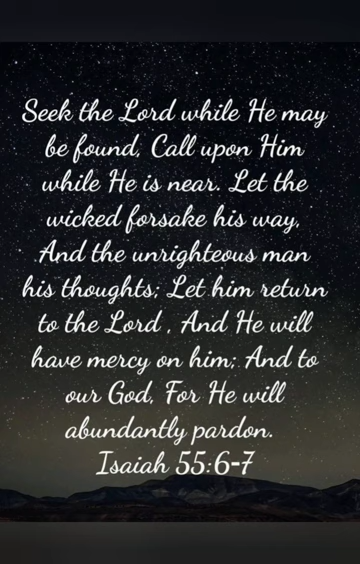 Seek the Lord while He may
be found, Call upon Him
while He is near. Let the
wicked forsake his way,
And the unrighteous man
his thoughts; Let him return
to the Lord , And He will
have mercy on him; And to
our God, For He will
abundantly pardon.
Isaiah 55:6-7